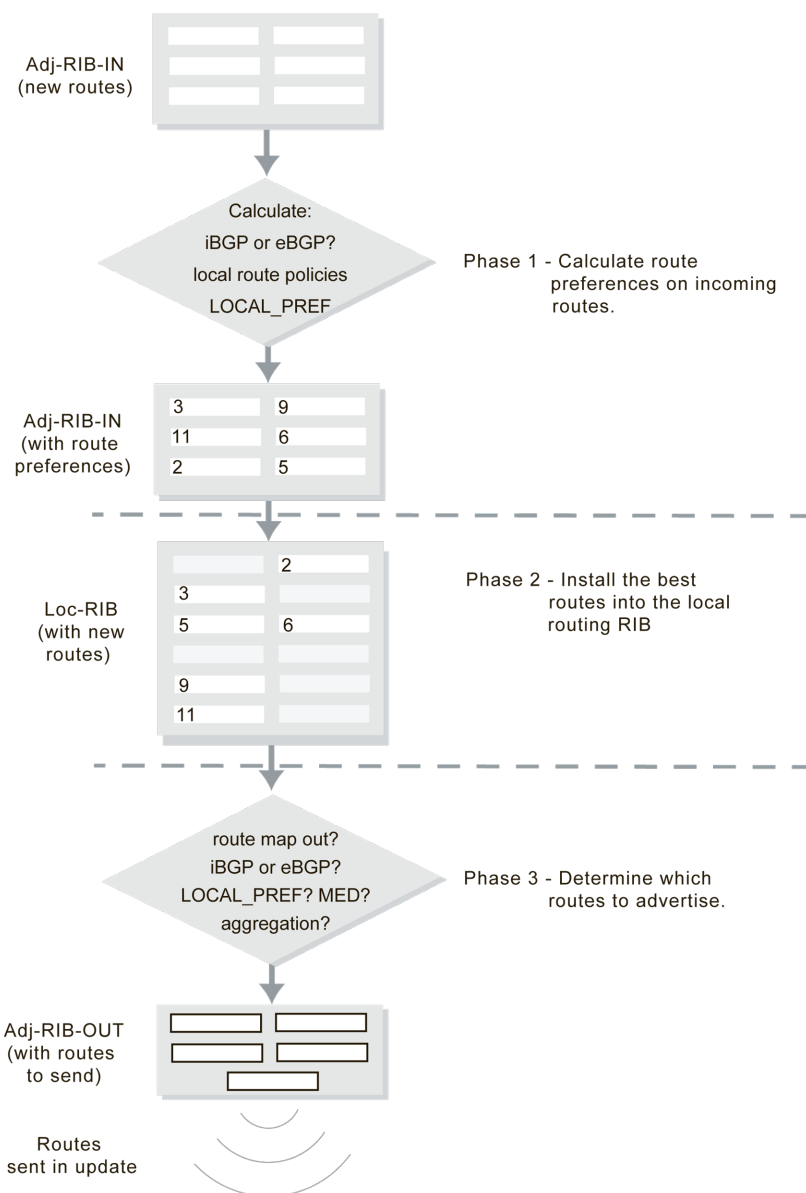 Adj-RIB-IN
(new routes)
Calculate:
iBGP or eBGP?
local route policies
LOCAL_PREF
Phase 1 - Calculate route
preferences on incoming
routes.
Adj-RIB-IN
(with route
preferences)
3 9
11 6
2 5
Loc-RIB
(with new
routes)
2
3
5 6
9
11
Phase 2 - Install the best
routes into the local
routing RIB
route map out?
iBGP or eBGP?
LOCAL_PREF? MED?
aggregation?
Phase 3 - Determine which
routes to advertise.
Adj-RIB-OUT
(with routes
to send)
Routes
sent in update